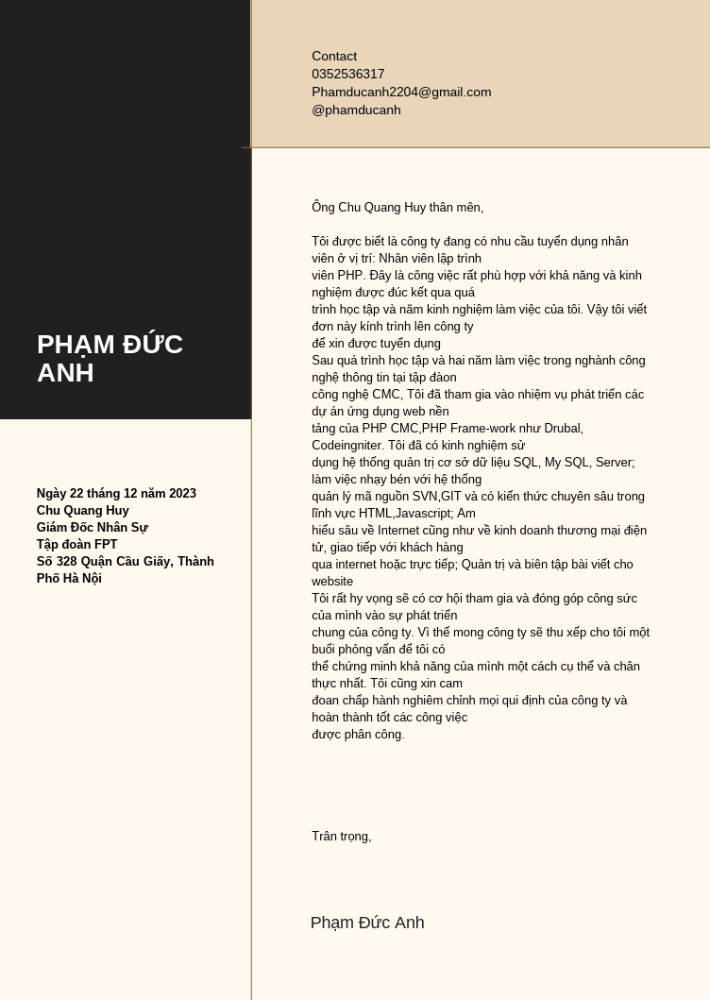 Contact
0352536317
Phamducanh2204@gmail.com
@phamducanh
PHẠM ĐỨC
ANH
Ngày 22 tháng 12 năm 2023
Chu Quang Huy
Giám Đốc Nhân Sự
Tập đoàn FPT
Số 328 Quận Cầu Giấy, Thành
Phố Hà Nội
Ông Chu Quang Huy thân mên,
Tôi được biết là công ty đang có nhu cầu tuyển dụng nhân
viên ở vị trí: Nhân viên lập trình
viên PHP. Đây là công việc rất phù hợp với khả năng và kinh
nghiệm được đúc kết qua quá
trình học tập và năm kinh nghiệm làm việc của tôi. Vậy tôi viết
đơn này kính trình lên công ty
để xin được tuyển dụng
Sau quá trình học tập và hai năm làm việc trong nghành công
nghệ thông tin tại tập đàon
công nghệ CMC, Tôi đã tham gia vào nhiệm vụ phát triển các
dự án ứng dụng web nền
tảng của PHP CMC,PHP Frame-work như Drubal,
Codeingniter. Tôi đã có kinh nghiệm sử
dụng hệ thống quản trị cơ sở dữ liệu SQL, My SQL, Server;
làm việc nhạy bén với hệ thống
quản lý mã nguồn SVN,GIT và có kiến thức chuyên sâu trong
lĩnh vực HTML,Javascript; Am
hiểu sâu về Internet cũng như về kinh doanh thương mại điện
tử, giao tiếp với khách hàng
qua internet hoặc trực tiếp; Quản trị và biên tập bài viết cho
website
Tôi rất hy vọng sẽ có cơ hội tham gia và đóng góp công sức
của mình vào sự phát triển
chung của công ty. Vì thế mong công ty sẽ thu xếp cho tôi một
buổi phỏng vấn để tôi có
thể chứng minh khả năng của mình một cách cụ thể và chân
thực nhất. Tôi cũng xin cam
đoan chấp hành nghiêm chỉnh mọi qui định của công ty và
hoàn thành tốt các công việc
được phân công.
Trân trọng,
Phạm Đức Anh